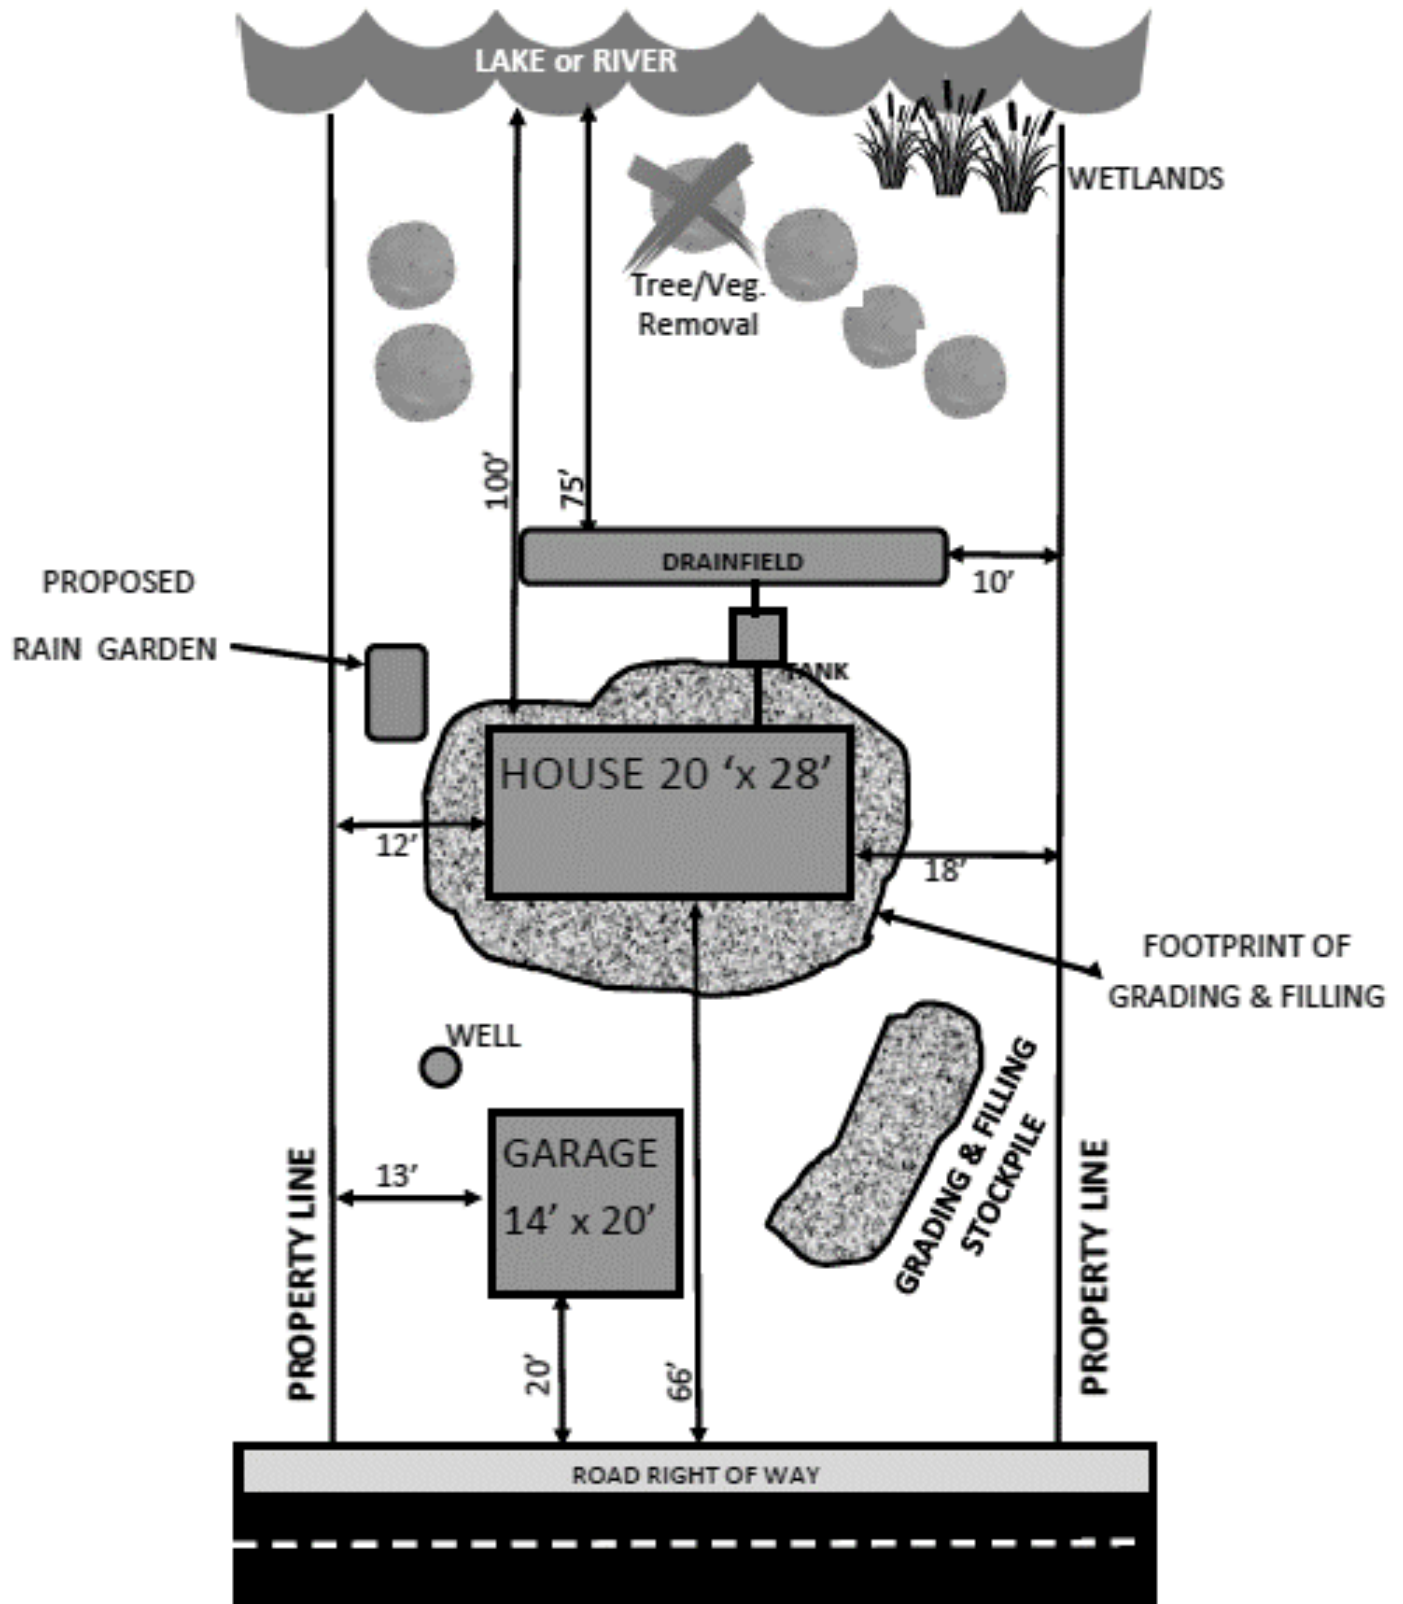 LAKE or RIVER
WETLANDS
Tree/Veg.
Removal
100’
75’
DRAINFIELD
10’
PROPOSED
RAIN GARDEN
TANK
HOUSE 20 ‘x 28’
12’
18’
FOOTPRINT OF
GRADING & FILLING
WELL
GRADING & FILLING
STOCKPILE
GARAGE
14’ x 20’
13’
PROPERTY LINE
PROPERTY LINE
20’
66’
ROAD RIGHT OF WAY